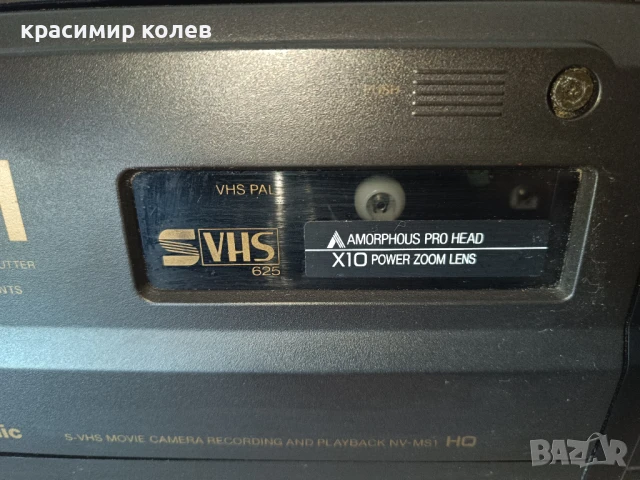 красимир колев
PUSH
VHS PAL
S VHS
625
AMORPHOUS PRO HEAD
X10 POWER ZOOM LENS
S-VHS MOVIE CAMERA RECORDING AND PLAYBACK NV-MS1 HQ
BAZAR